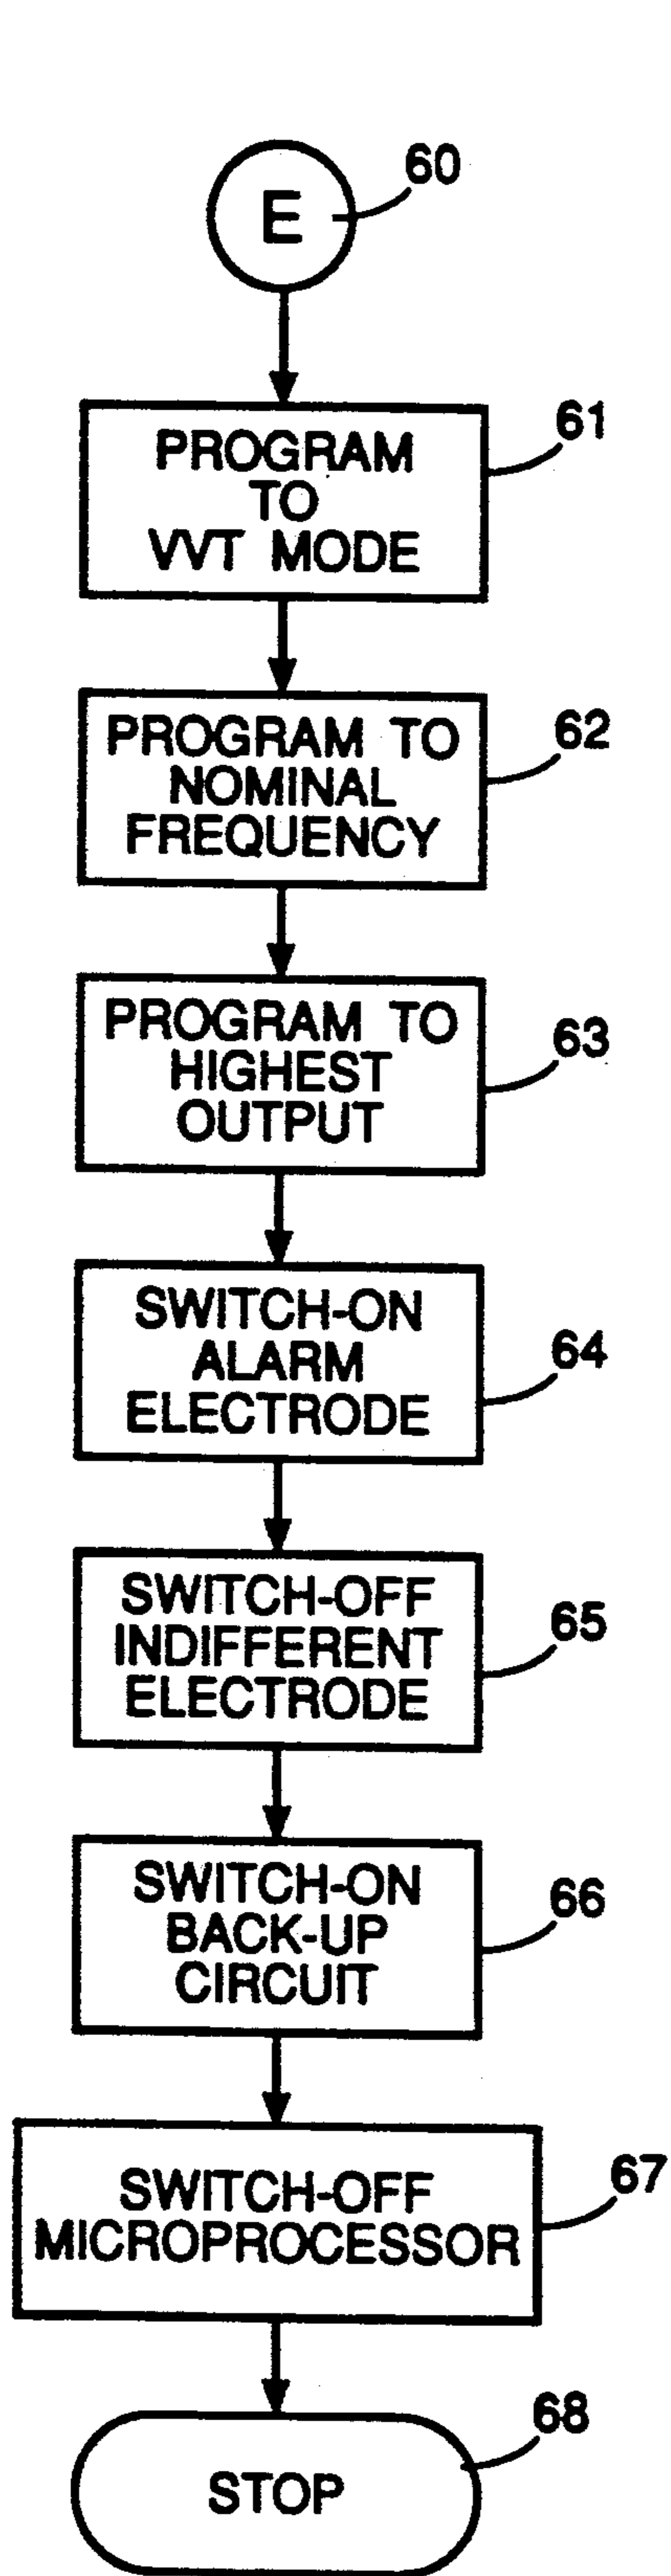 60
E
61
PROGRAM
TO
VVT MODE
62
PROGRAM TO
NOMINAL
FREQUENCY
63
PROGRAM TO
HIGHEST
OUTPUT
64
SWITCH-ON
ALARM
ELECTRODE
65
SWITCH-OFF
INDIFFERENT
ELECTRODE
66
SWITCH-ON
BACK-UP
CIRCUIT
67
SWITCH-OFF
MICROPROCESSOR
68
STOP